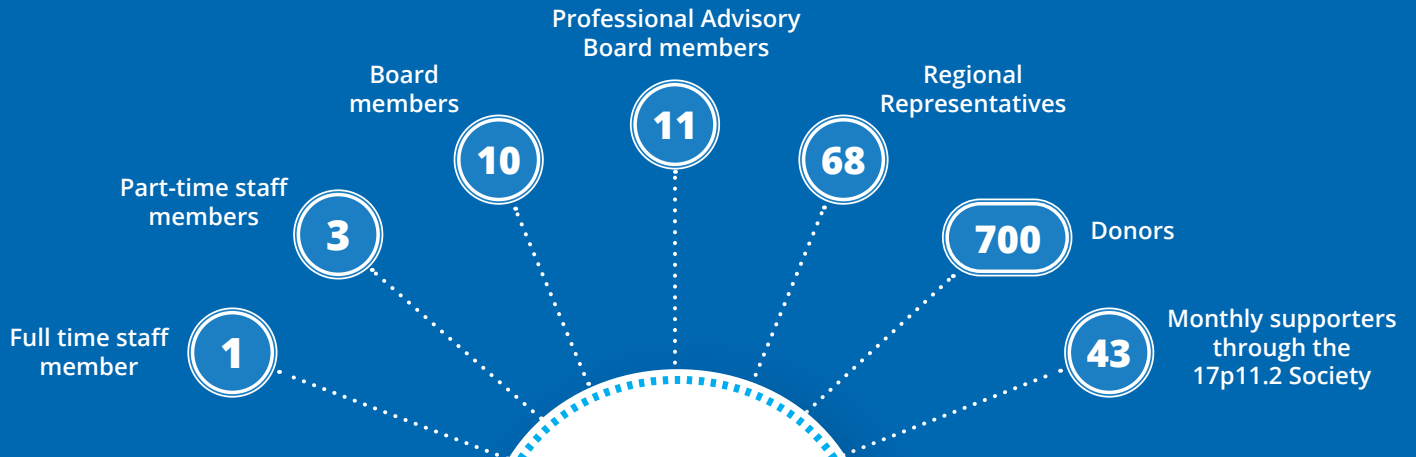 Full time staff
member
1
Part-time staff
members
3
Board
members
10
Professional Advisory
Board members
11
Regional
Representatives
68
700
Donors
43
Monthly supporters
through the
17p11.2 Society